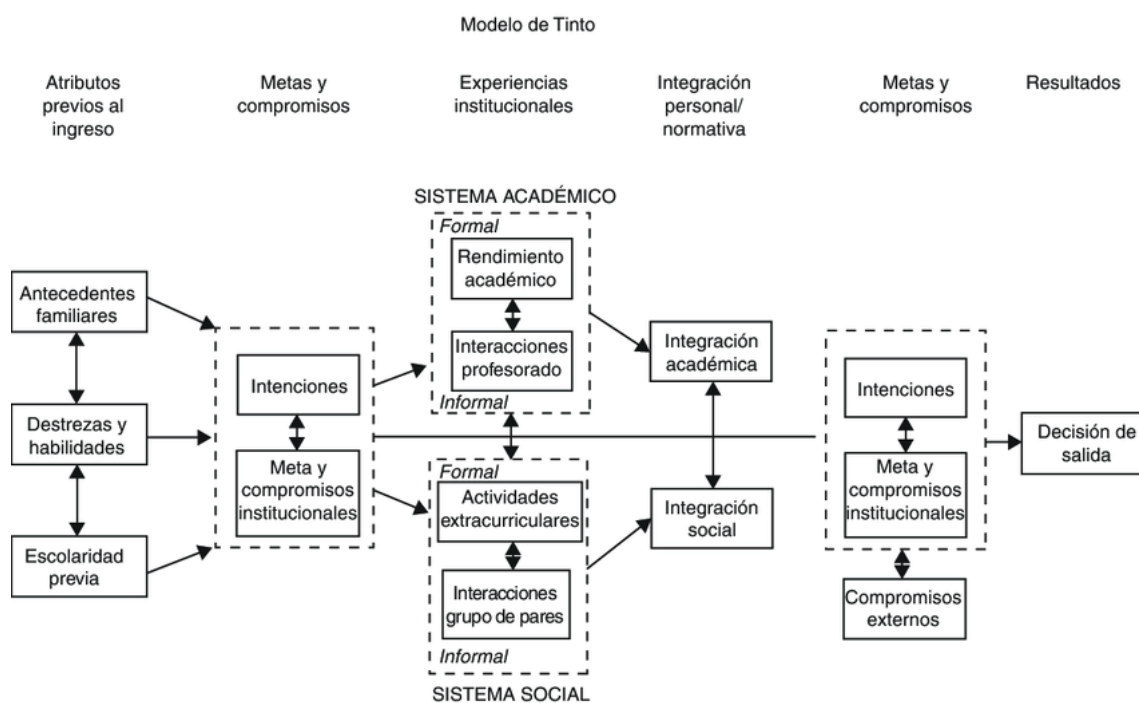 Modelo de Tinto
Atributos
previos al
ingreso
Metas y
compromisos
Experiencias
institucionales
Integración
personal/
normativa
Metas y
compromisos
Resultados
Antecedentes
familiares
Destrezas y
habilidades
Escolaridad
previa
Intenciones
Meta y
compromisos
institucionales
SISTEMA ACADÉMICO
Formal
Rendimiento
académico
Interacciones
profesorado
Informal
Formal
Actividades
extracurriculares
Interacciones
grupo de pares
Informal
SISTEMA SOCIAL
Integración
académica
Integración
social
Intenciones
Meta y
compromisos
institucionales
Compromisos
externos
Decisión de
salida